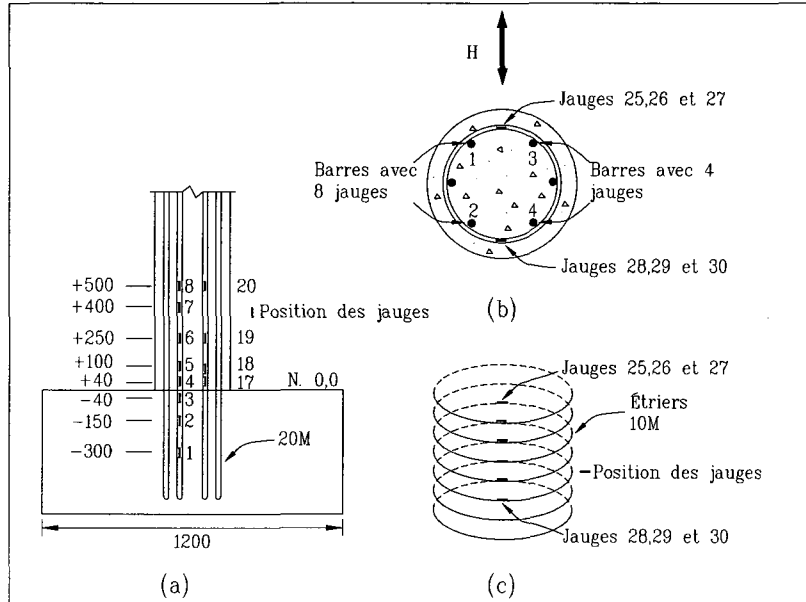 H
Jauges 25,26 et 27
1
3
Barres avec
8 jauges
Barres avec 4
jauges
2
4
Jauges 28,29 et 30
(b)
+500
8
20
+400
7
Position des jauges
+250
6
19
+100
5
18
+40
4
17
N. 0,0
-40
3
-150
2
-300
1
20M
1200
(a)
Jauges 25,26 et 27
Étriers
10M
Position des jauges
Jauges 28,29 et 30
(c)